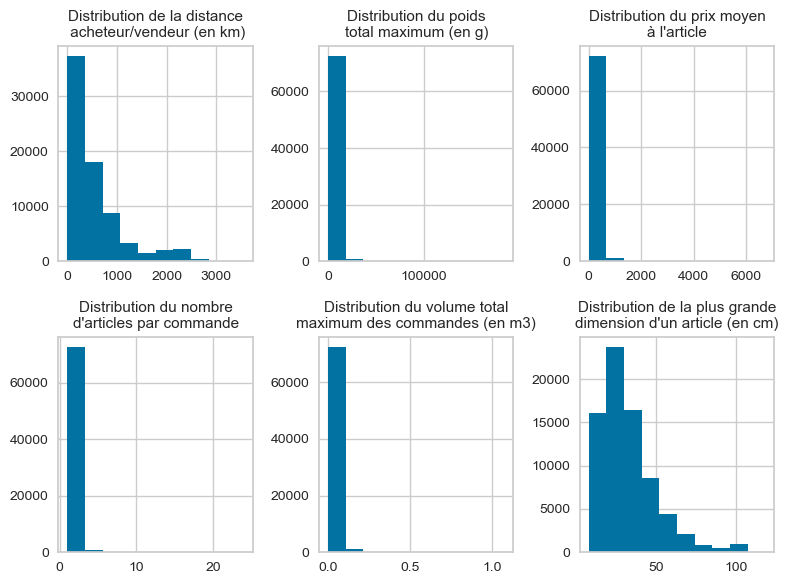 Distribution de la distance
acheteur/vendeur (en km)
30000
20000
10000
0
0 1000 2000 3000
Distribution du poids
total maximum (en g)
60000
40000
20000
0
0 100000
Distribution du prix moyen
à l'article
60000
40000
20000
0
0 2000 4000 6000
Distribution du nombre
d'articles par commande
60000
40000
20000
0
0 10 20
Distribution du volume total
maximum des commandes (en m3)
60000
40000
20000
0
0.0 0.5 1.0
Distribution de la plus grande
dimension d'un article (en cm)
20000
15000
10000
5000
0
50 100